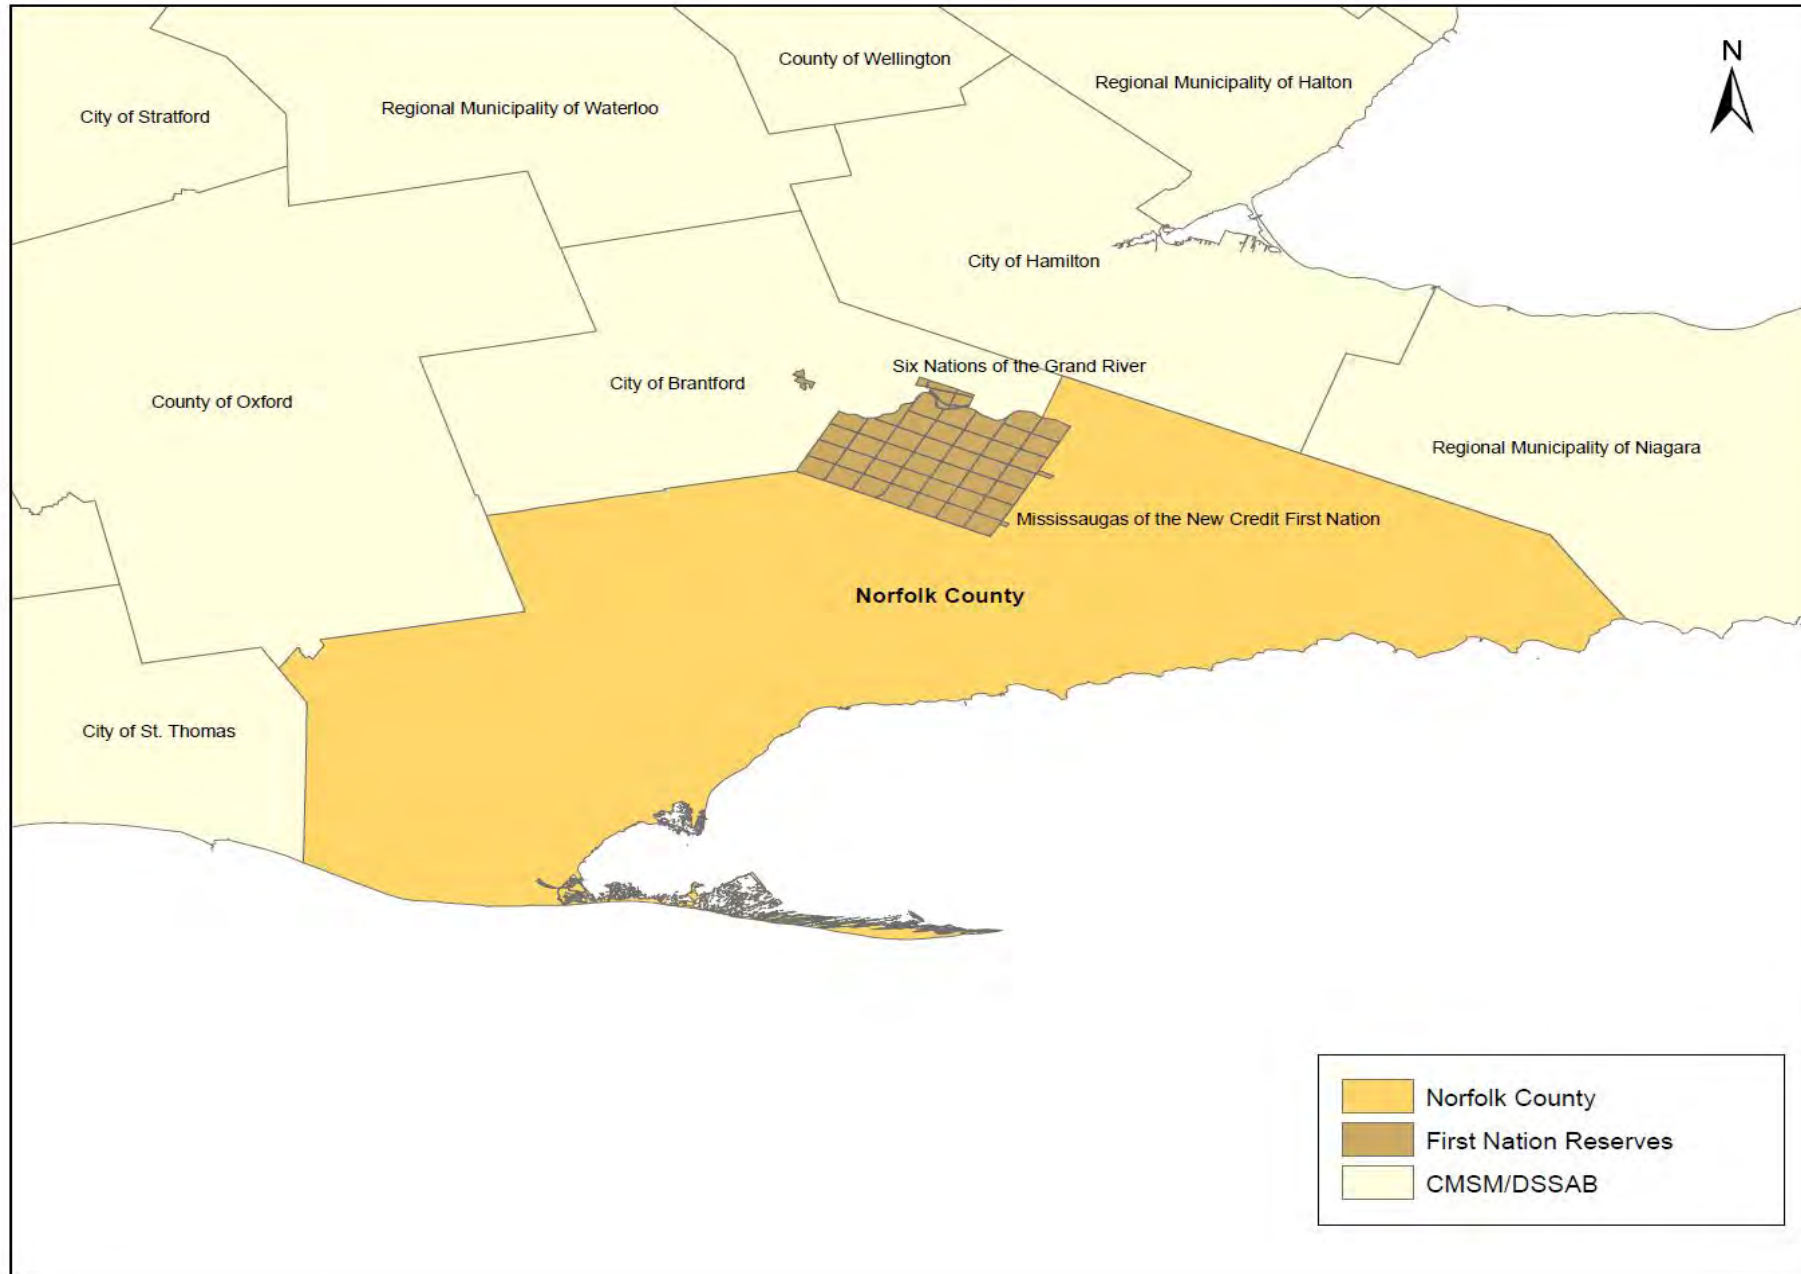 County of Wellington
N
Regional Municipality of Halton
Regional Municipality of Waterloo
City of Stratford
City of Hamilton
Six Nations of the Grand River
City of Brantford
County of Oxford
Regional Municipality of Niagara
Mississaugas of the New Credit First Nation
Norfolk County
City of St. Thomas
Norfolk County
First Nation Reserves
CMSM/DSSAB